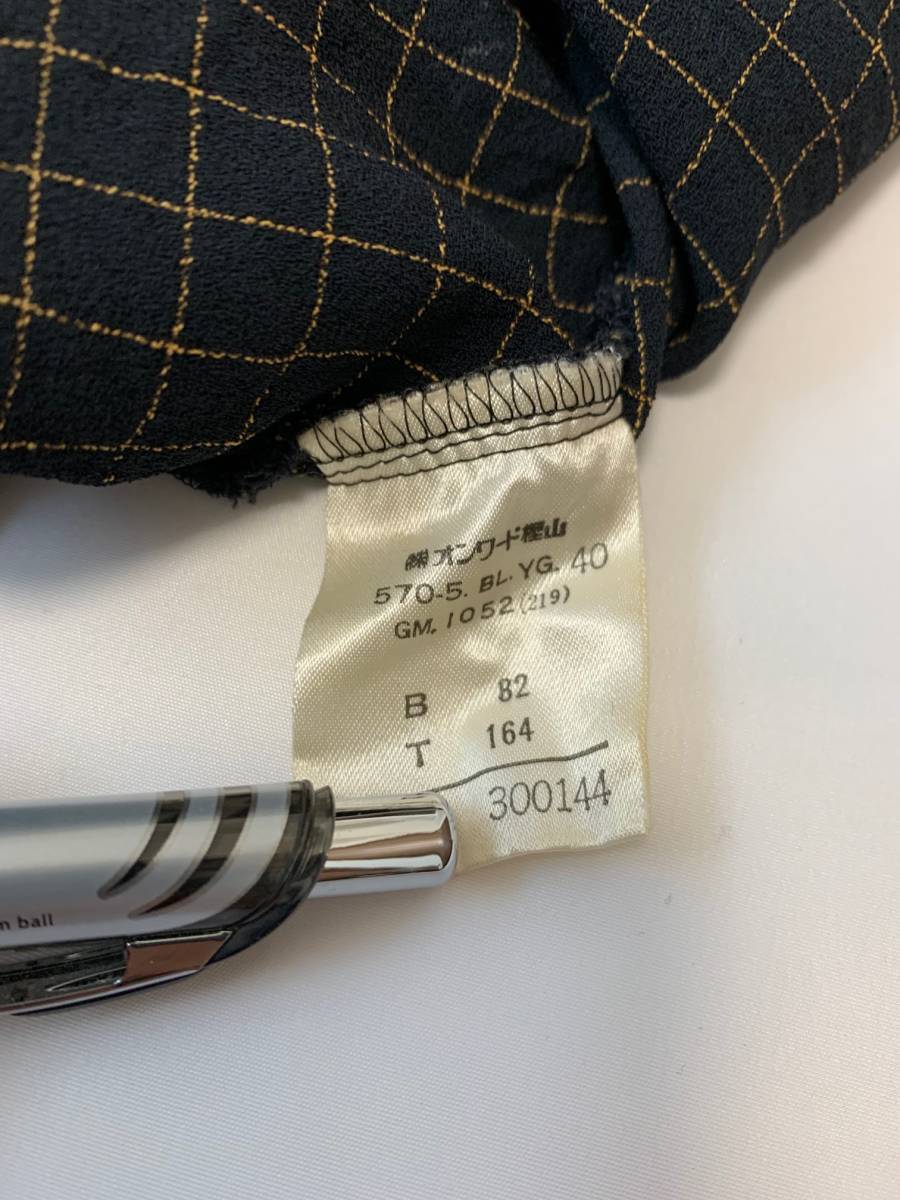 ㈱オンワード樫山
570-5. BL. YG. 40
GM. 1052(219)
B 82
T 164
300144
m ball